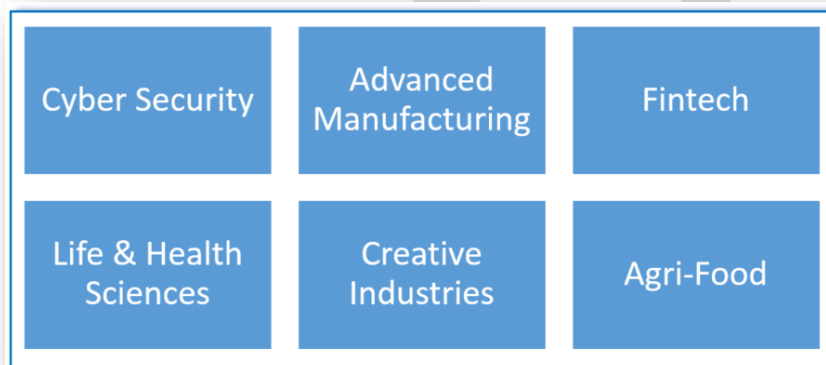 Cyber Security
Advanced
Manufacturing
Fintech
Life & Health
Sciences
Creative
Industries
Agri-Food